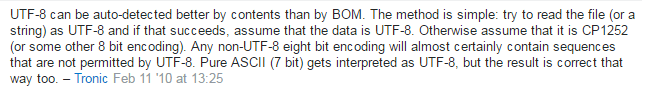 UTF-8 can be auto-detected better by contents than by BOM. The method is simple: try to read the file (or a
string) as UTF-8 and if that succeeds, assume that the data is UTF-8. Otherwise assume that it is CP1252
(or some other 8 bit encoding). Any non-UTF-8 eight bit encoding will almost certainly contain sequences
that are not permitted by UTF-8. Pure ASCII (7 bit) gets interpreted as UTF-8, but the result is correct that
way too. – Tronic Feb 11 '10 at 13:25